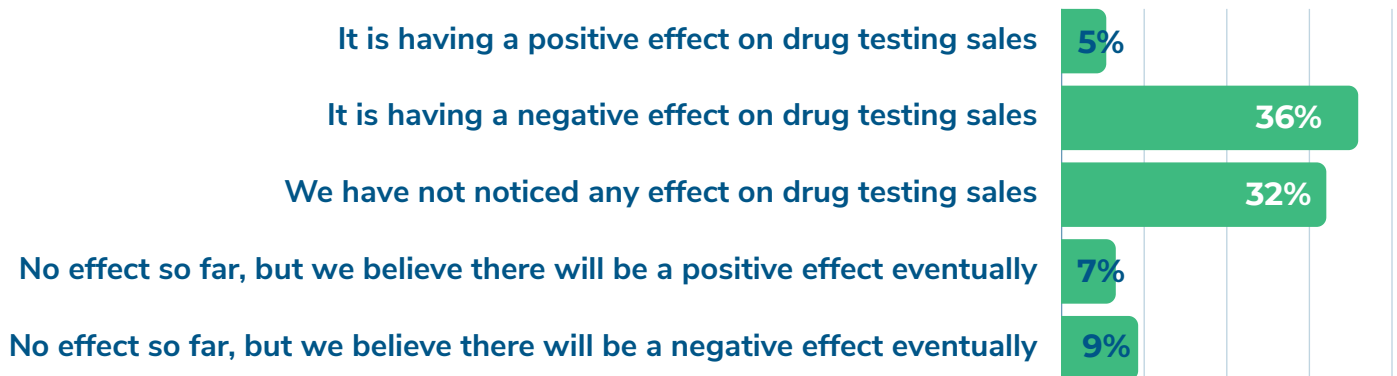 It is having a positive effect on drug testing sales 5%
It is having a negative effect on drug testing sales 36%
We have not noticed any effect on drug testing sales 32%
No effect so far, but we believe there will be a positive effect eventually 7%
No effect so far, but we believe there will be a negative effect eventually 9%